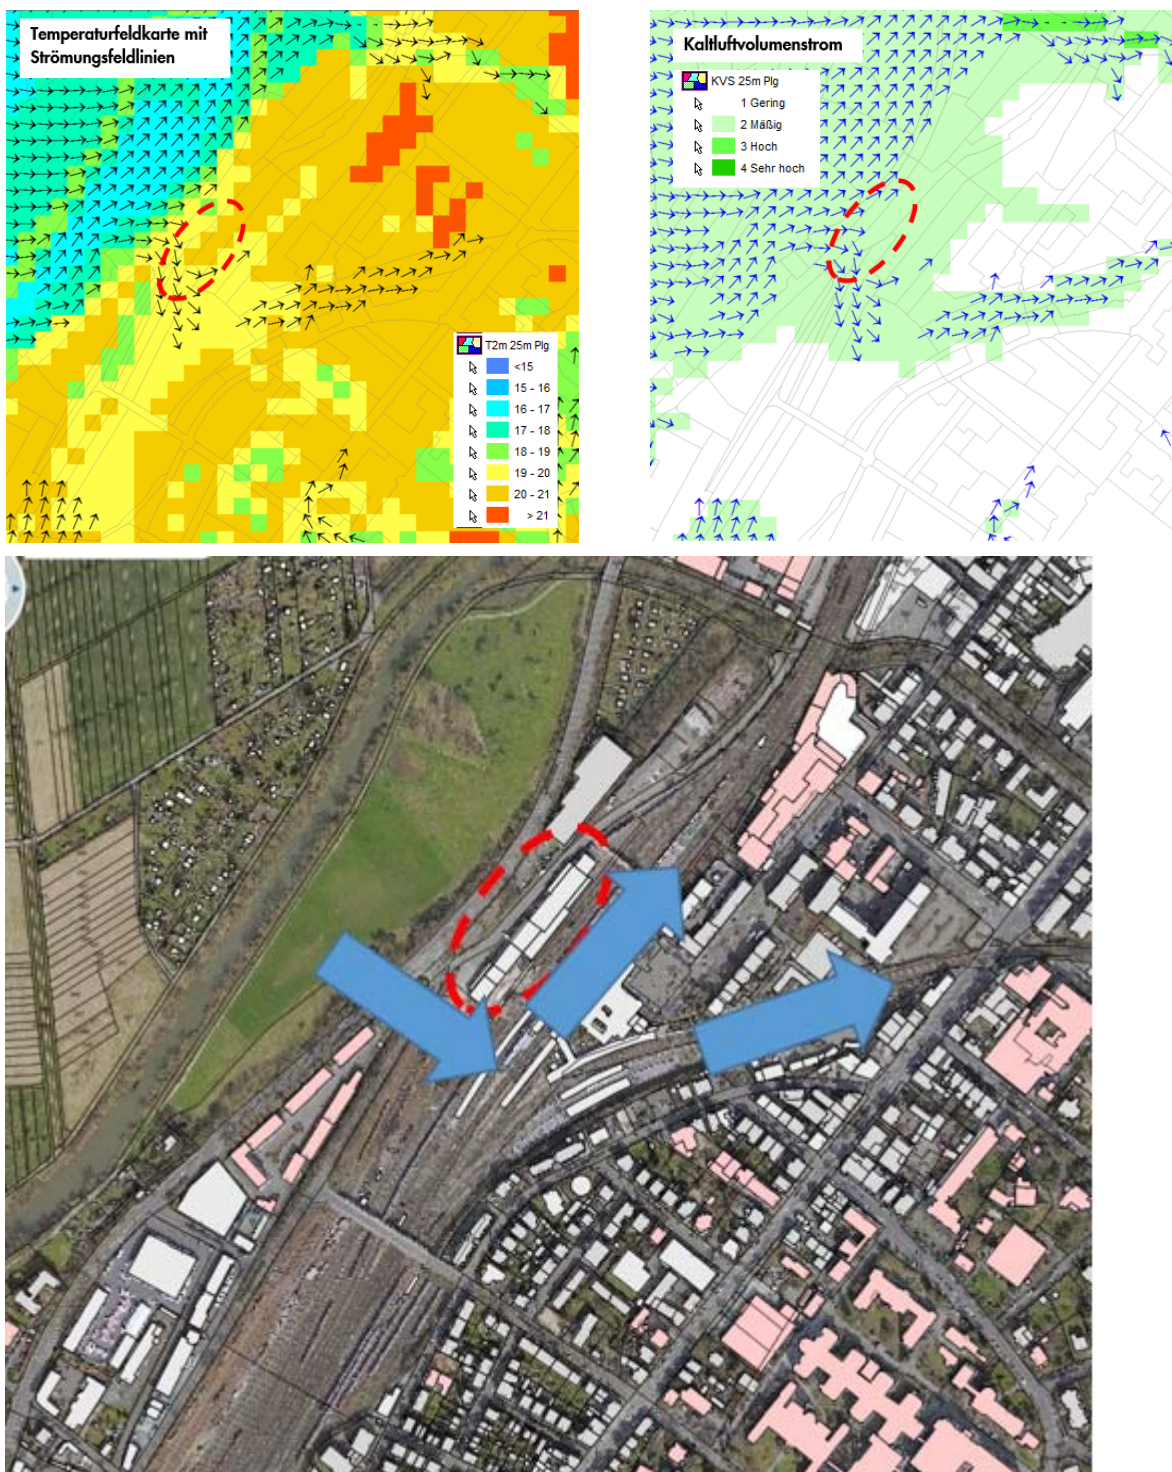 Temperaturfeldkarte mit
Strömungsfeldlinien
T2m 25m Plg
<15
15 - 16
16 - 17
17 - 18
18 - 19
19 - 20
20 - 21
> 21
Kaltluftvolumenstrom
KVS 25m Plg
1 Gering
2 Mäßig
3 Hoch
4 Sehr hoch